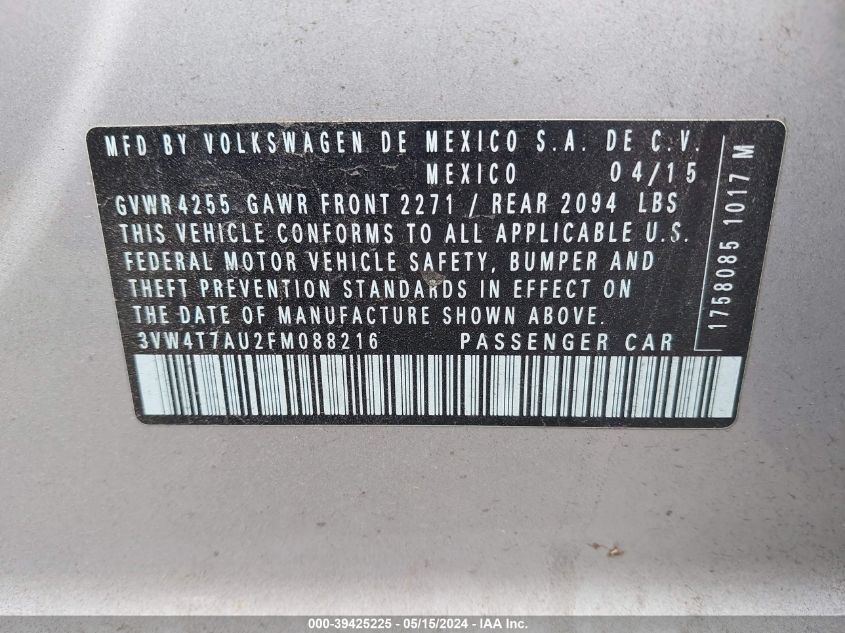 MFD BY VOLKSWAGEN DE MEXICO S.A. DE C.V.
MEXICO 04/15
GVWR 4255 GAWR FRONT 2271 / REAR 2094 LBS
THIS VEHICLE CONFORMS TO ALL APPLICABLE U.S.
FEDERAL MOTOR VEHICLE SAFETY, BUMPER AND
THEFT PREVENTION STANDARDS IN EFFECT ON
THE DATE OF MANUFACTURE SHOWN ABOVE.
3VW4T7AU2FM088216 PASSENGER CAR
1758085 1017 M
000-39425225 - 05/15/2024 - IAA Inc.